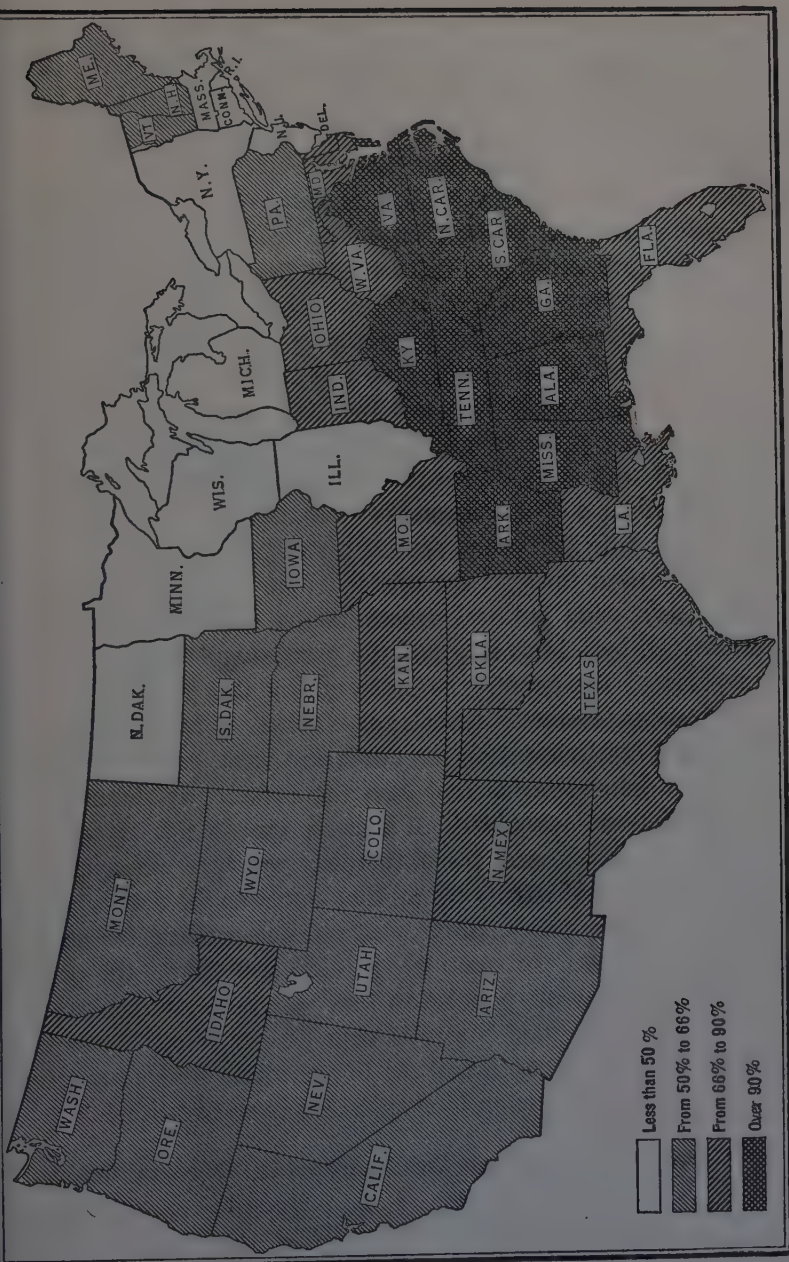 WASH.
ORE.
CALIF.
NEV.
IDAHO
MONT.
WYO.
UTAH
ARIZ.
COLO.
N. MEX.
N. DAK.
S. DAK.
NEBR.
KAN.
OKLA.
TEXAS
MINN.
IOWA
MO.
ARK.
LA.
WIS.
ILL.
MICH.
IND.
OHIO
KY.
TENN.
MISS.
ALA
GA.
FLA.
S. CAR
N. CAR.
VA
W. VA.
MD.
DEL.
PA.
N. J.
N. Y.
CONN.
R. I.
MASS.
VT.
N. H.
ME.
Less than 50 %
From 50% to 66%
From 66% to 90%
Over 90%